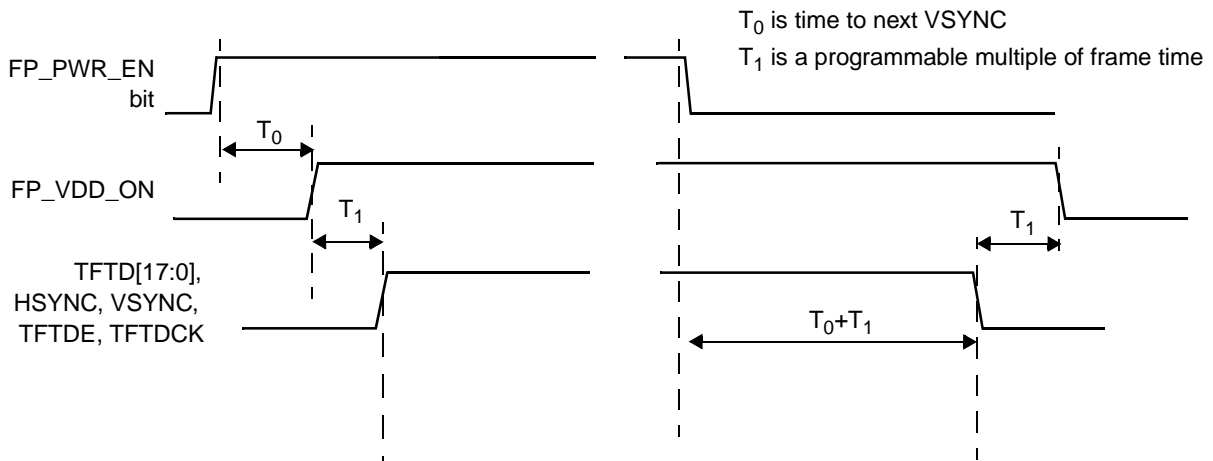 T0 is time to next VSYNC
T1 is a programmable multiple of frame time
FP_PWR_EN
bit
T0
FP_VDD_ON
T1
T1
TFTD[17:0],
HSYNC, VSYNC,
TFTDE, TFTDCK
T0+T1